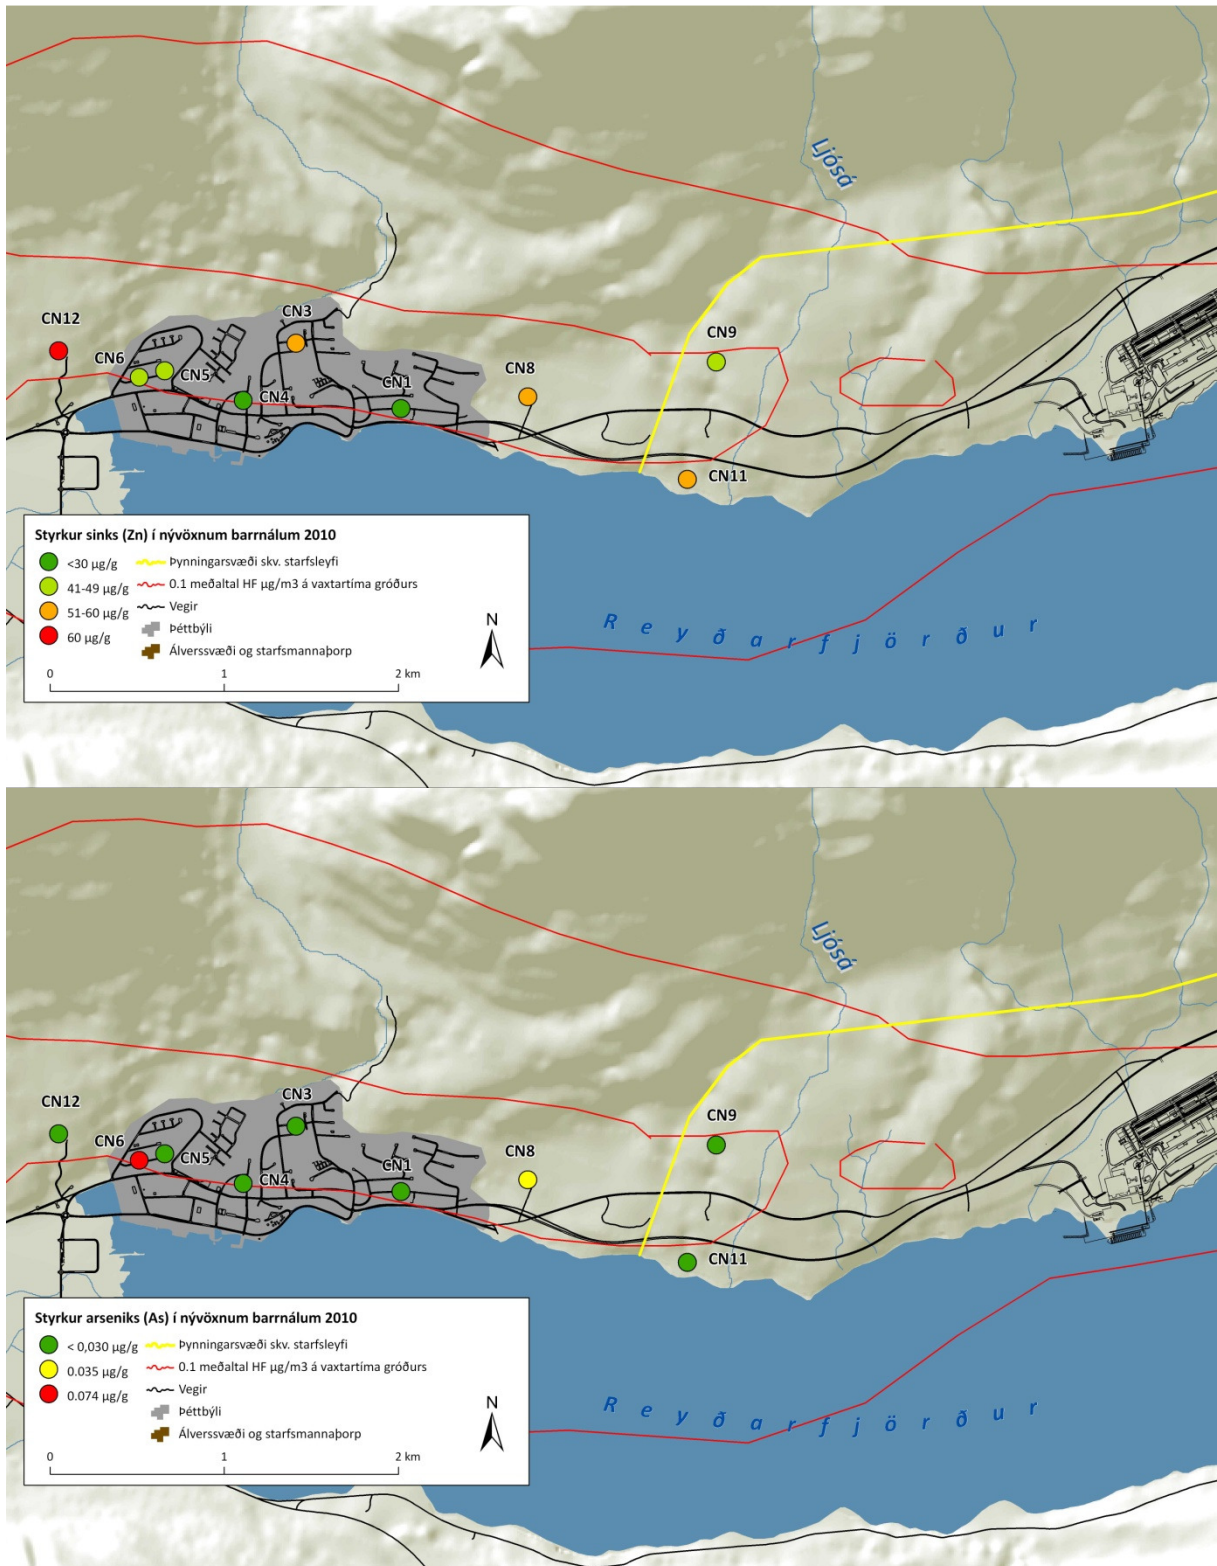 Ljósá
CN12
CN3
CN6
CN5
CN4
CN1
CN8
CN9
CN11
Styrkur sinks (Zn) í nývöxnum barrnálum 2010
<30 µg/g
41-49 µg/g
51-60 µg/g
60 µg/g
Þynningarsvæði skv. starfsleyfi
0.1 meðaltal HF µg/m3 á vaxtartíma gróðurs
Vegir
Þéttbýli
Álverssvæði og starfsmannaþorp
N
0 1 2 km
Reyðarfjörður
Ljósá
CN12
CN3
CN6
CN5
CN4
CN1
CN8
CN9
CN11
Styrkur arseniks (As) í nývöxnum barrnálum 2010
< 0,030 µg/g
0.035 µg/g
0.074 µg/g
Þynningarsvæði skv. starfsleyfi
0.1 meðaltal HF µg/m3 á vaxtartíma gróðurs
Vegir
Þéttbýli
Álverssvæði og starfsmannaþorp
N
0 1 2 km
Reyðarfjörður